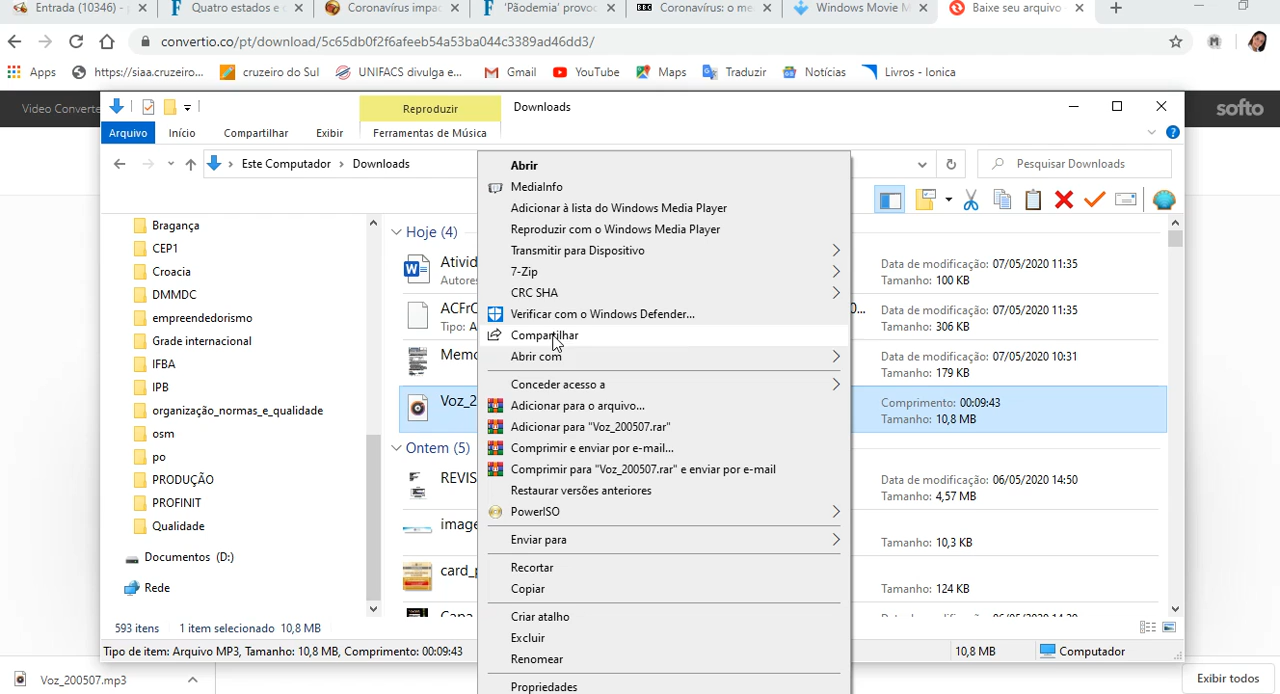 Entrada (10346) - Quatro estados e Coronavírus impac 'Pãodemia' provoc BBC Coronavírus: o me Windows Movie M Baixe seu arquivo -
convertio.co/pt/download/5c65db0f2f6afeeb54a53ba044c3389ad46dd3/
Apps https://siaa.cruzeiro... cruzeiro do Sul UNIFACS divulga e... Gmail YouTube Maps Traduzir Notícias Livros - Ionica
Video Converte softo
Reproduzir Downloads
Arquivo Início Compartilhar Exibir Ferramentas de Música
Este Computador > Downloads Pesquisar Downloads
Abrir
MediaInfo
Adicionar à lista do Windows Media Player
Reproduzir com o Windows Media Player
Transmitir para Dispositivo
7-Zip
CRC SHA
Verificar com o Windows Defender...
Compartilhar
Abrir com
Conceder acesso a
Adicionar para o arquivo...
Adicionar para "Voz_200507.rar"
Comprimir e enviar por e-mail...
Comprimir para "Voz_200507.rar" e enviar por e-mail
Restaurar versões anteriores
PowerISO
Enviar para
Recortar
Copiar
Criar atalho
Excluir
Renomear
Propriedades
Bragança
CEP1
Croacia
DMMDC
empreendedorismo
Grade internacional
IFBA
IPB
organização_normas_e_qualidade
osm
po
PRODUÇÃO
PROFINIT
Qualidade
Documentos (D:)
Rede
Hoje (4)
Ativid
Autores
Data de modificação: 07/05/2020 11:35
Tamanho: 100 KB
ACFrO
Tipo: A
0...
Data de modificação: 07/05/2020 11:35
Tamanho: 306 KB
Memo
Data de modificação: 07/05/2020 10:31
Tamanho: 179 KB
Voz_2
Comprimento: 00:09:43
Tamanho: 10,8 MB
Ontem (5)
REVIS
Data de modificação: 06/05/2020 14:50
Tamanho: 4,57 MB
image
Tamanho: 10,3 KB
card_p
Tamanho: 124 KB
Capa
593 itens 1 item selecionado 10,8 MB
Tipo de item: Arquivo MP3, Tamanho: 10,8 MB, Comprimento: 00:09:43 10,8 MB Computador
Voz_200507.mp3 Exibir todos